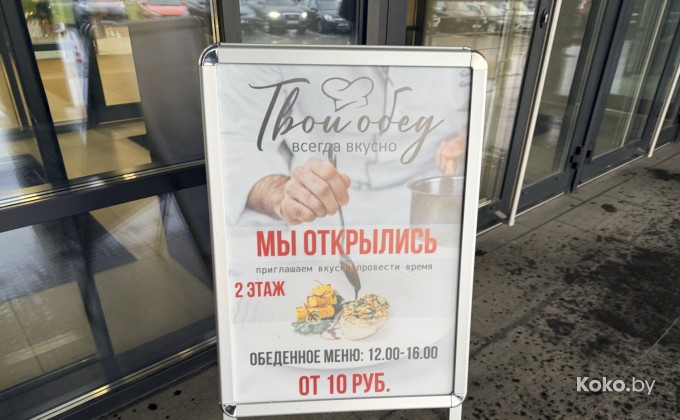 Твой обед
всегда вкусно
МЫ ОТКРЫЛИСЬ
приглашаем вкусно провести время
2 ЭТАЖ
ОБЕДЕННОЕ МЕНЮ: 12.00-16.00
ОТ 10 РУБ.
Koko.by